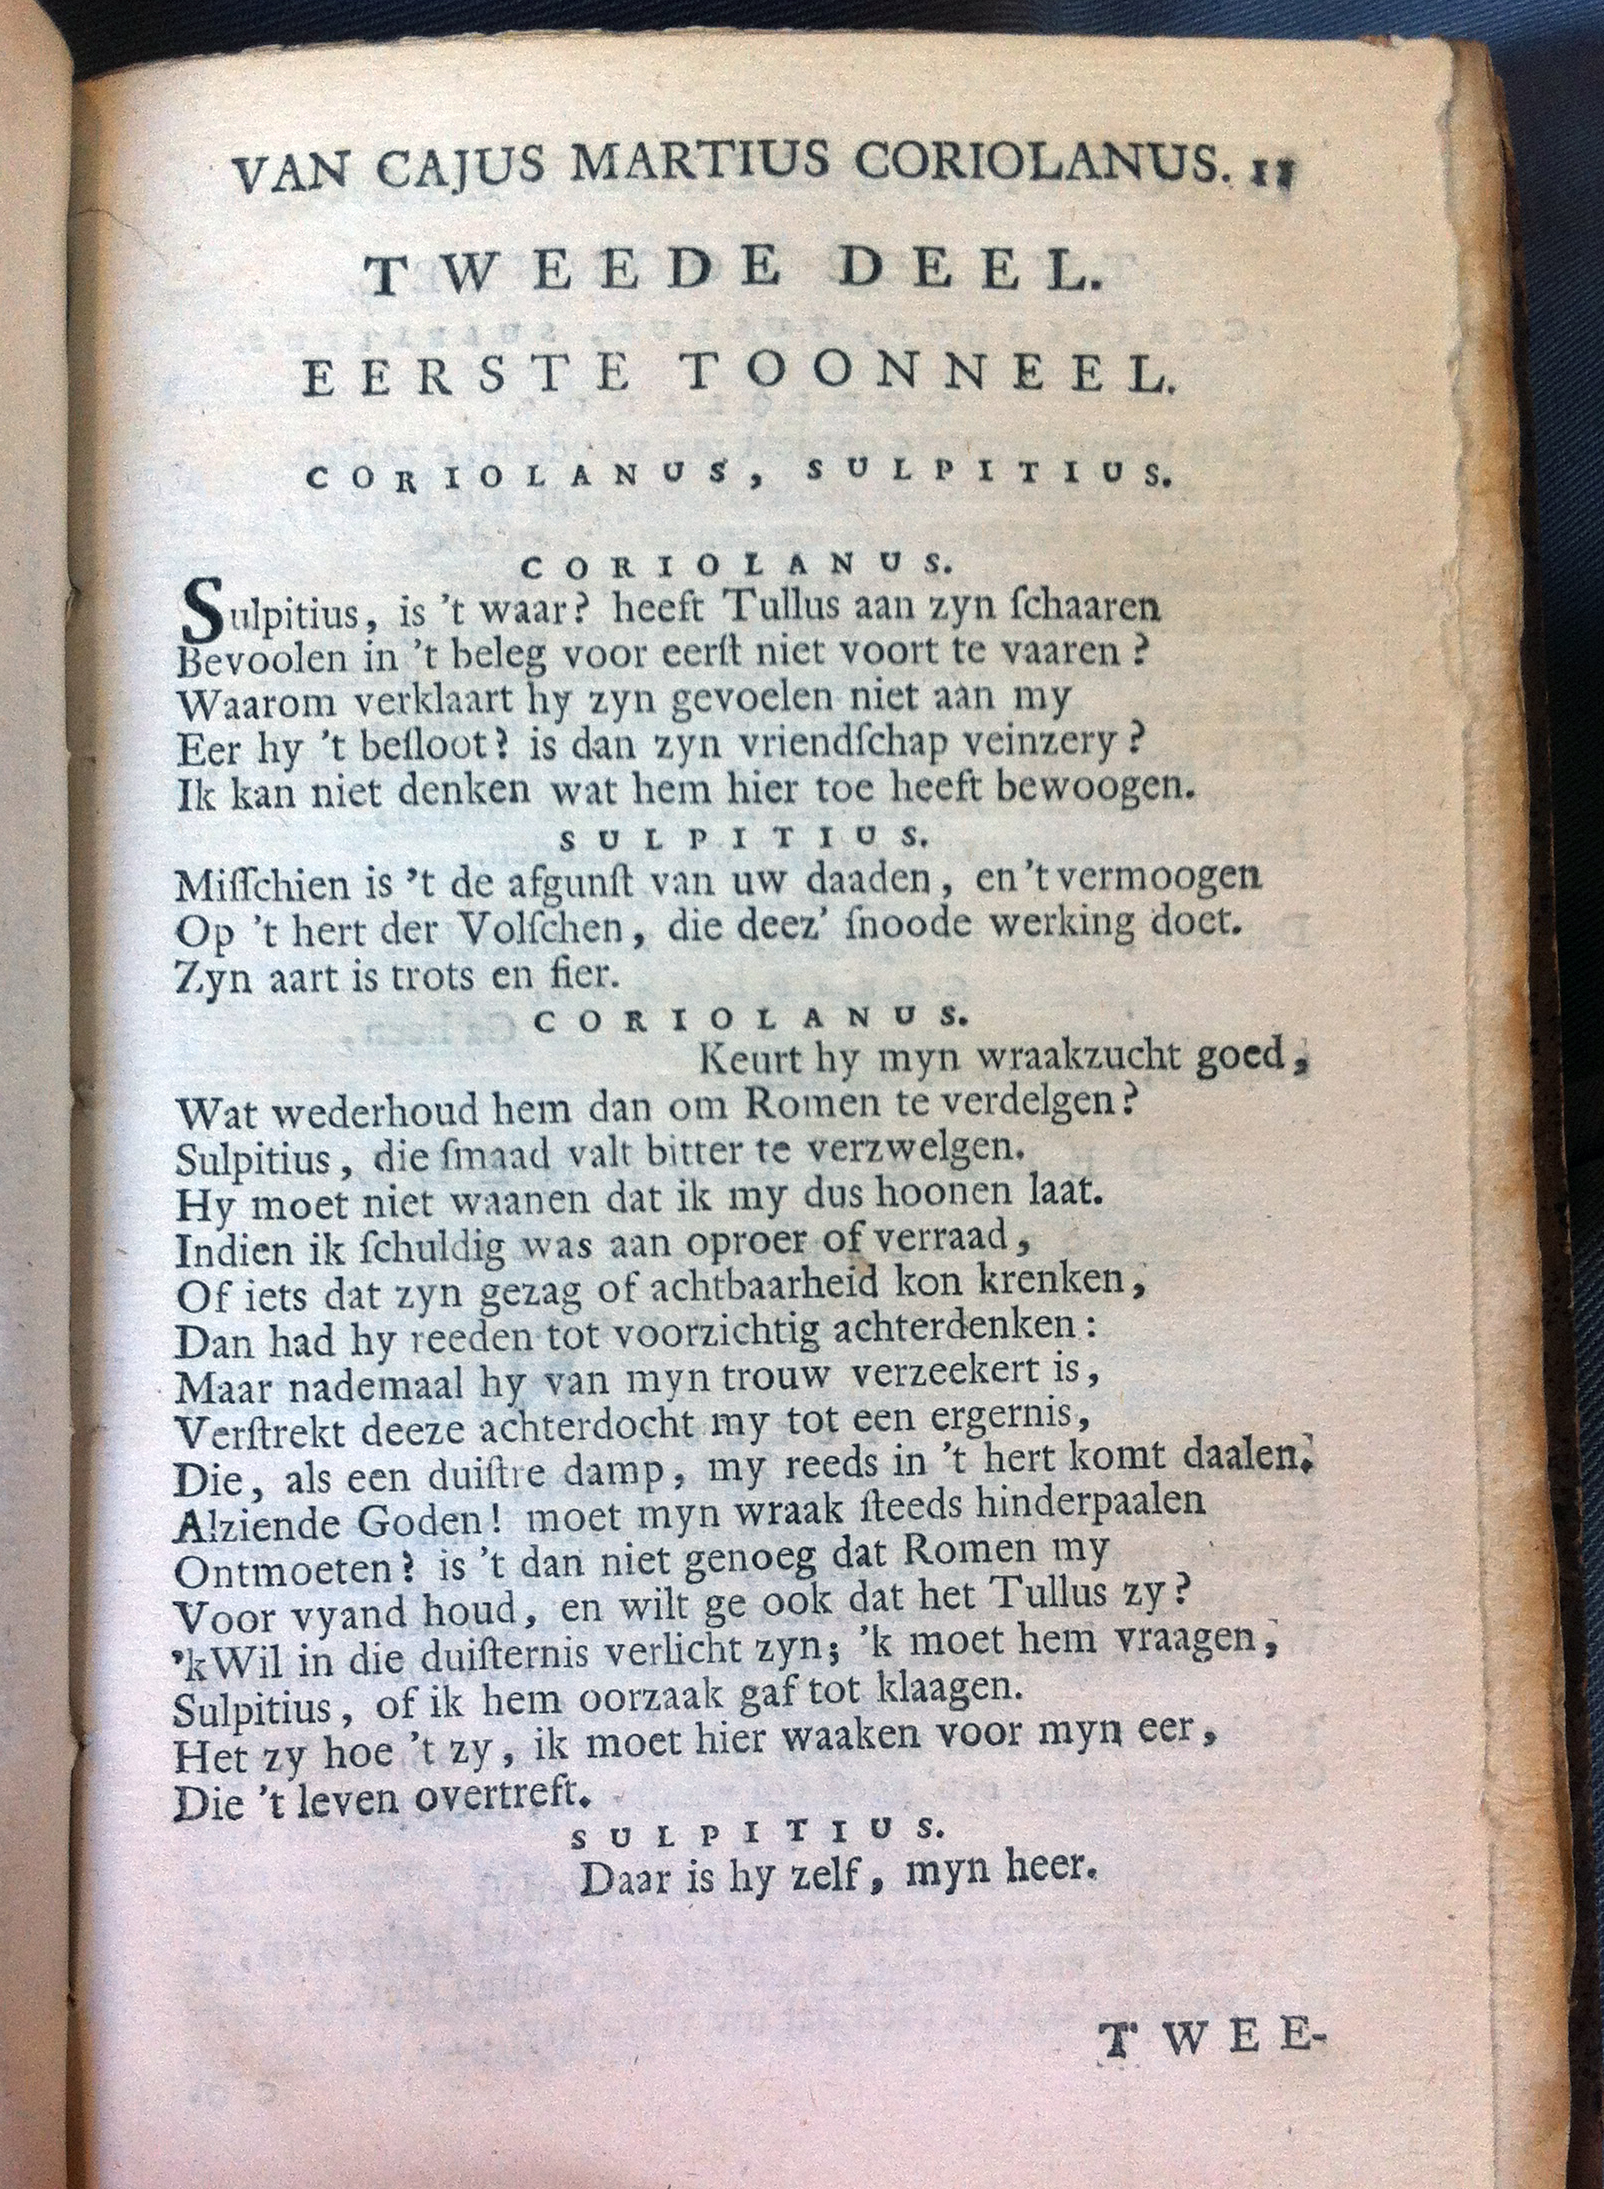 VAN CAJUS MARTIUS CORIOLANUS. 11
TWEEDE DEEL.
EERSTE TOONNEEL.
CORIOLANUS, SULPITIUS.
CORIOLANUS.
Sulpitius, is 't waar? heeft Tullus aan zyn ſchaaren
Bevoolen in 't beleg voor eerſt niet voort te vaaren?
Waarom verklaart hy zyn gevoelen niet aan my
Eer hy 't beſloot? is dan zyn vriendſchap veinzery?
Ik kan niet denken wat hem hier toe heeft bewoogen.
SULPITIUS.
Miſſchien is 't de afgunſt van uw daaden, en 't vermoogen
Op 't hert der Volſchen, die deez' ſnoode werking doet.
Zyn aart is trots en fier.
CORIOLANUS.
Keurt hy myn wraakzucht goed,
Wat wederhoud hem dan om Romen te verdelgen?
Sulpitius, die ſmaad valt bitter te verzwelgen.
Hy moet niet waanen dat ik my dus hoonen laat.
Indien ik ſchuldig was aan oproer of verraad,
Of iets dat zyn gezag of achtbaarheid kon krenken,
Dan had hy reeden tot voorzichtig achterdenken:
Maar nademaal hy van myn trouw verzeekert is,
Verſtrekt deeze achterdocht my tot een ergernis,
Die, als een duiſtre damp, my reeds in 't hert komt daalen.
Alziende Goden! moet myn wraak ſteeds hinderpaalen
Ontmoeten? is 't dan niet genoeg dat Romen my
Voor vyand houd, en wilt ge ook dat het Tullus zy?
'k Wil in die duiſternis verlicht zyn; 'k moet hem vraagen,
Sulpitius, of ik hem oorzaak gaf tot klaagen.
Het zy hoe 't zy, ik moet hier waaken voor myn eer,
Die 't leven overtreft.
SULPITIUS.
Daar is hy zelf, myn heer.
TWEE-